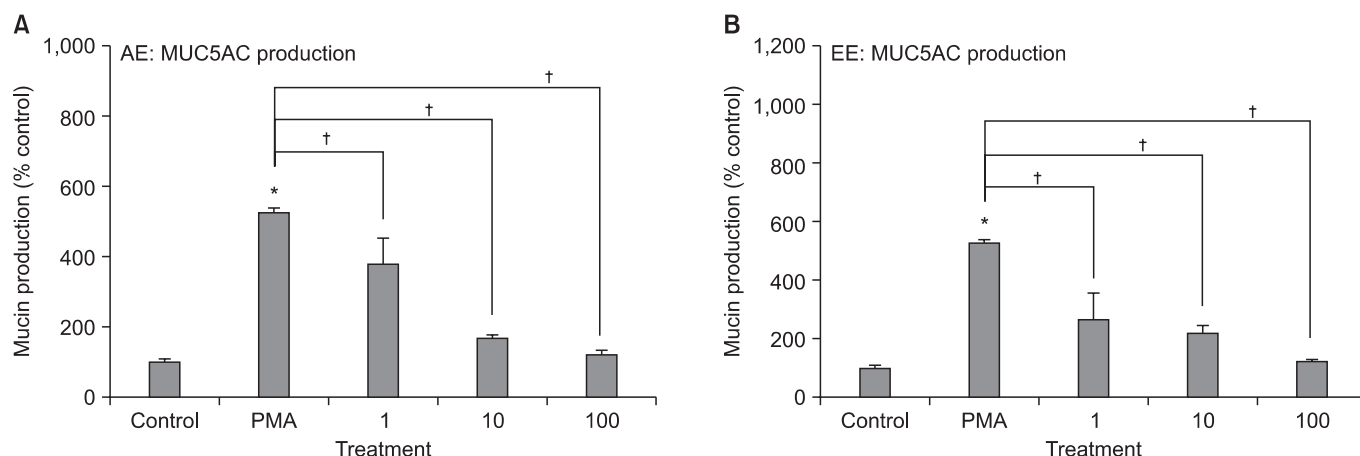 A
AE: MUC5AC production
Mucin production (% control)
1,000
800
600
400
200
0
†
†
†
*
Control PMA 1 10 100
Treatment
B
EE: MUC5AC production
Mucin production (% control)
1,200
1,000
800
600
400
200
0
†
†
†
*
Control PMA 1 10 100
Treatment